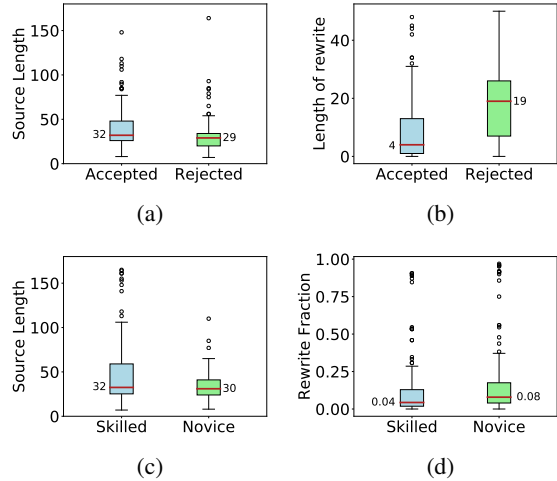 Source Length
150
100
50
0
32
29
Accepted
Rejected
(a)
Length of rewrite
40
20
0
4
19
Accepted
Rejected
(b)
Source Length
150
100
50
0
32
30
Skilled
Novice
(c)
Rewrite Fraction
1.00
0.75
0.50
0.25
0.00
0.04
0.08
Skilled
Novice
(d)